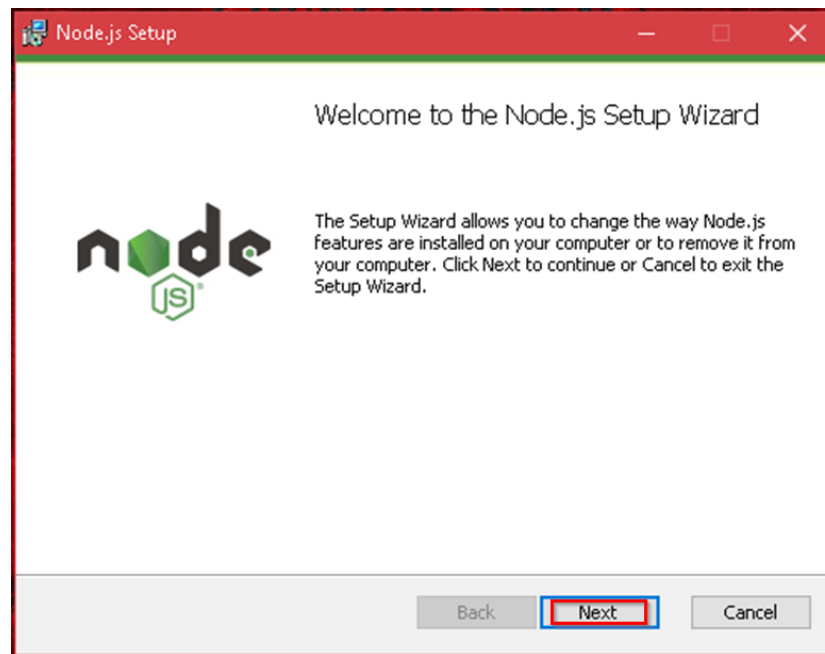 Node.js Setup
Welcome to the Node.js Setup Wizard
node
JS®
The Setup Wizard allows you to change the way Node.js
features are installed on your computer or to remove it from
your computer. Click Next to continue or Cancel to exit the
Setup Wizard.
Back Next Cancel